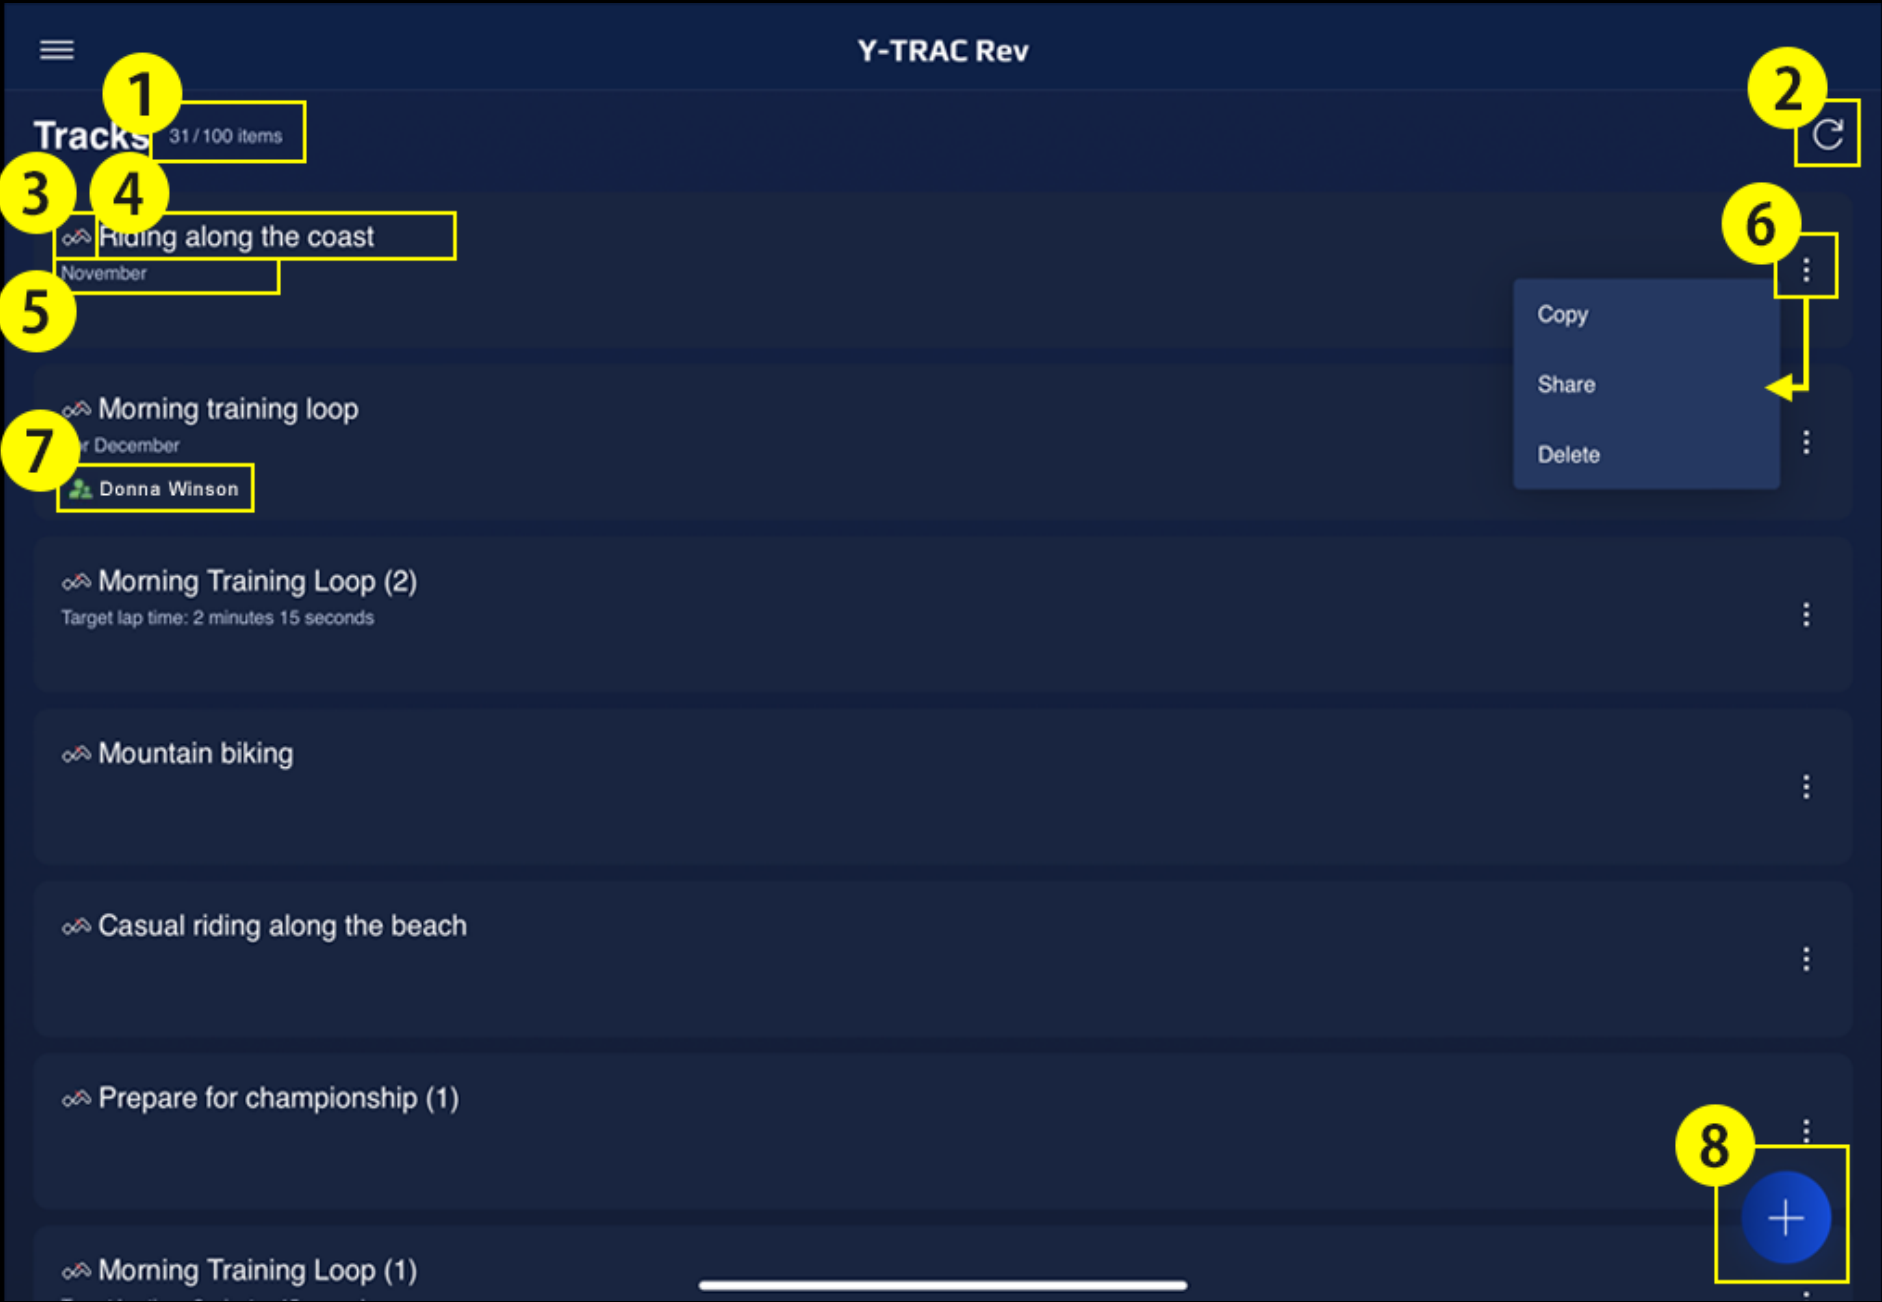 Y-TRAC Rev
1
2
Tracks 31/100 items
3
4
Riding along the coast
6
November
5
Copy
Share
Delete
Morning training loop
December
7
Donna Winson
Morning Training Loop (2)
Target lap time: 2 minutes 15 seconds
Mountain biking
Casual riding along the beach
Prepare for championship (1)
8
Morning Training Loop (1)